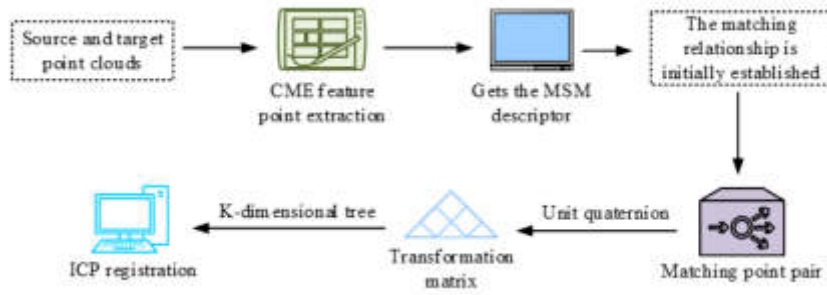 Source and target
point clouds
CME feature
point extraction
Gets the MSM
descriptor
The matching
relationship is
initially established
Matching point pair
Unit quaternion
Transformation
matrix
K-dimensional tree
ICP registration